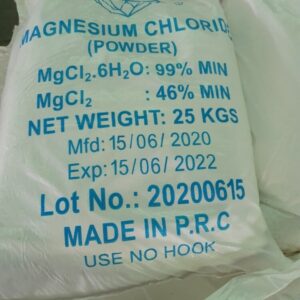 MAGNESIUM CHLORIDE
(POWDER)
MgCl2.6H2O: 99% MIN
MgCl2 : 46% MIN
NET WEIGHT: 25 KGS
Mfd: 15/06/2020
Exp: 15/06/2022
Lot No.: 20200615
MADE IN P.R.C
USE NO HOOK